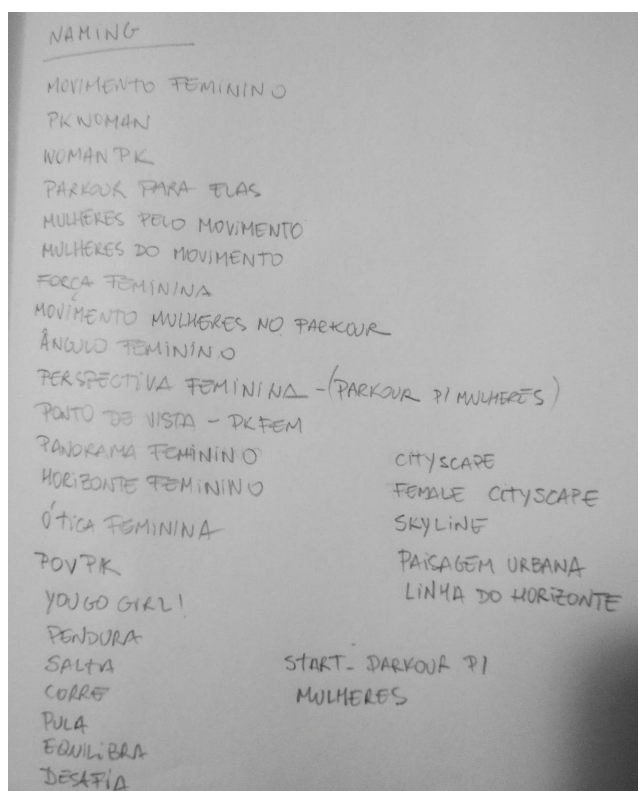 NAMING
MOVIMENTO FEMININO
PKWOMAN
WOMAN PK
PARKOUR PARA ELAS
MULHERES PELO MOVIMENTO
MULHERES DO MOVIMENTO
FORÇA FEMININA
MOVIMENTO MULHERES NO PARKOUR
ÂNGULO FEMININO
PERSPECTIVA FEMININA - (PARKOUR P/ MULHERES)
PONTO DE VISTA - PKFEM
PANORAMA FEMININO
HORIZONTE FEMININO
ÓTICA FEMININA
POVPK
YOU GO GIRL!
PENDURA
SALTA
CORRE
PULA
EQUILIBRA
DESAFIA
CITYSCAPE
FEMALE CITYSCAPE
SKYLINE
PAISAGEM URBANA
LINHA DO HORIZONTE
START - PARKOUR P/
MULHERES